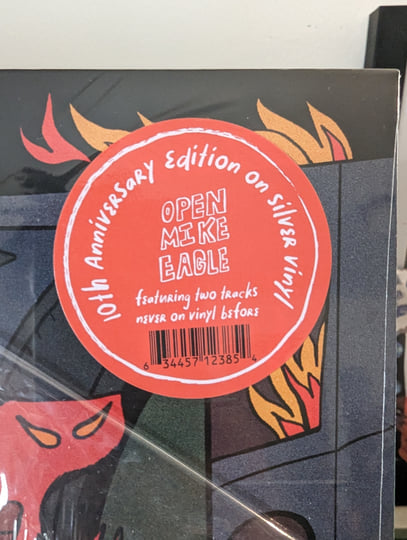 10th Anniversary Edition on Silver Vinyl
OPEN
MIKE
EAGLE
featuring two tracks
never on vinyl before
6 34457 12385 4